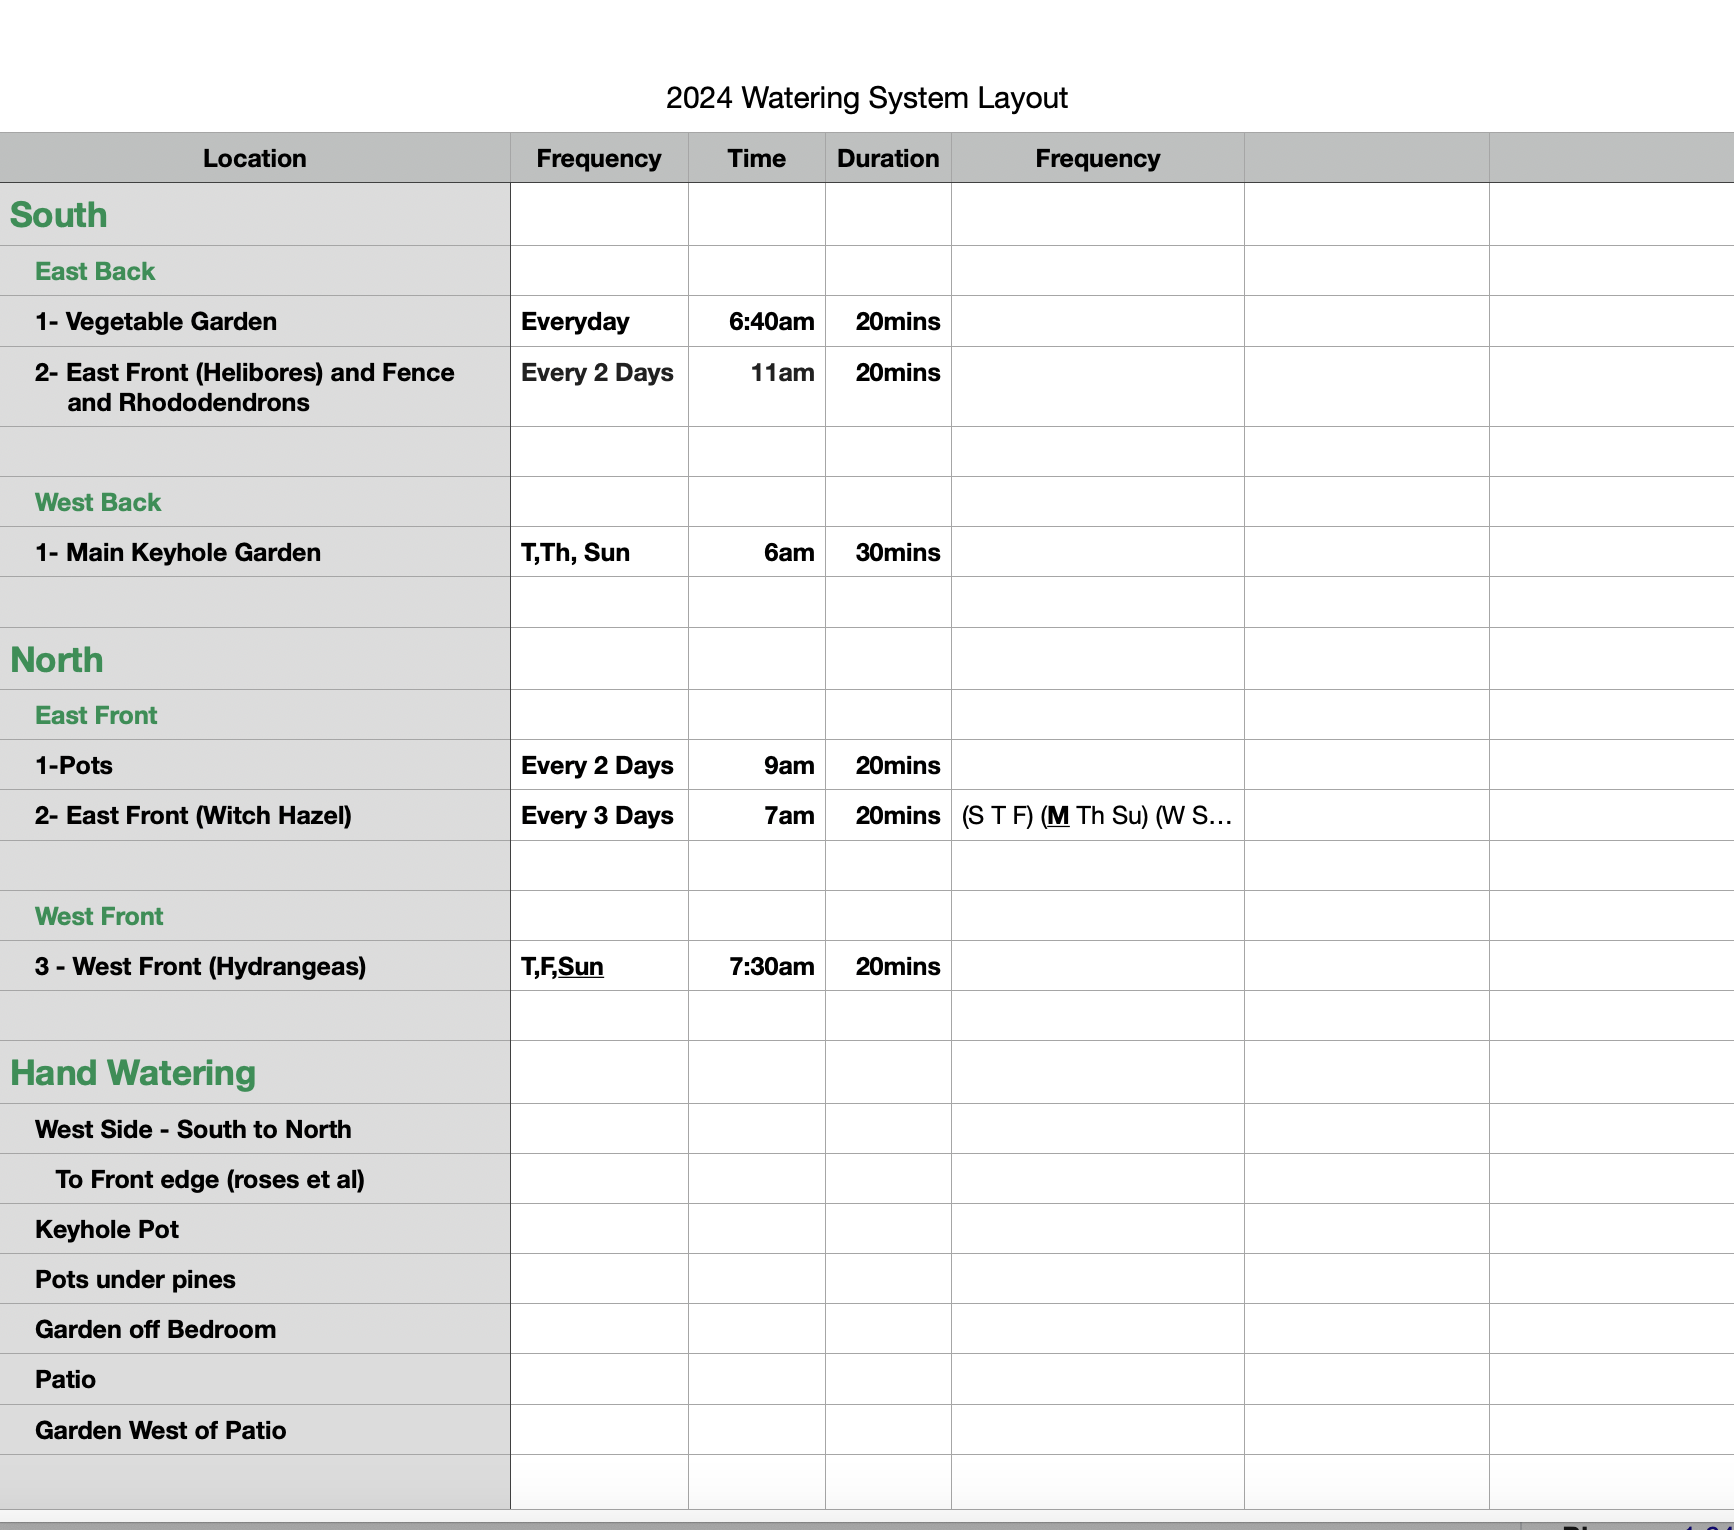 2024 Watering System Layout
Location Frequency Time Duration Frequency
South
East Back
1- Vegetable Garden Everyday 6:40am 20mins
2- East Front (Helibores) and Fence Every 2 Days 11am 20mins
and Rhododendrons
West Back
1- Main Keyhole Garden T,Th, Sun 6am 30mins
North
East Front
1-Pots Every 2 Days 9am 20mins
2- East Front (Witch Hazel) Every 3 Days 7am 20mins (S T F) (M Th Su) (W S…
West Front
3 - West Front (Hydrangeas) T,F,Sun 7:30am 20mins
Hand Watering
West Side - South to North
To Front edge (roses et al)
Keyhole Pot
Pots under pines
Garden off Bedroom
Patio
Garden West of Patio